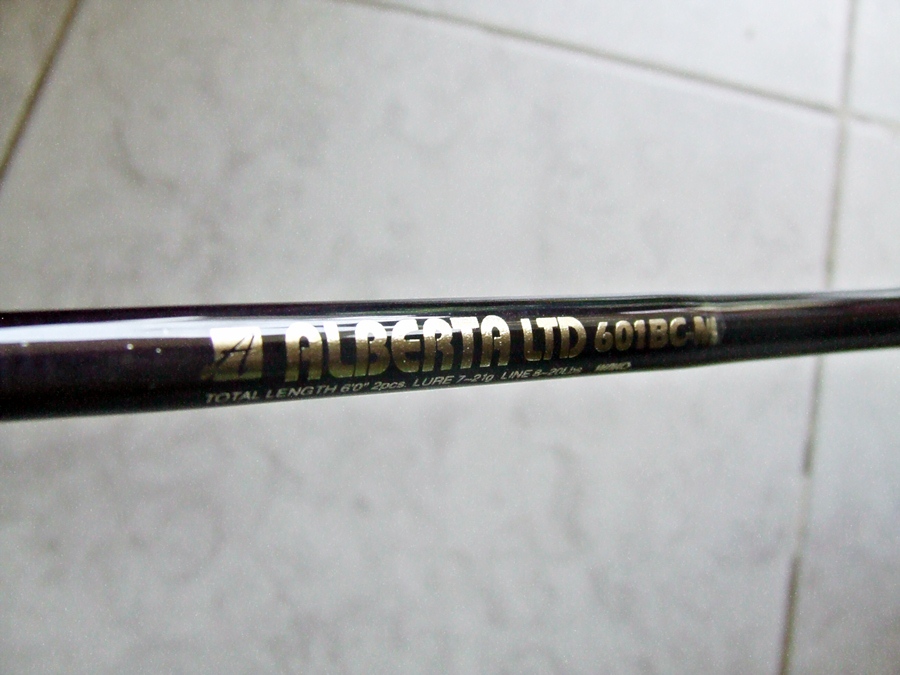 A ALBERTA LTD 601BC-M
TOTAL LENGTH 6'0" 2pcs. LURE 7-21g LINE 8-20Lbs